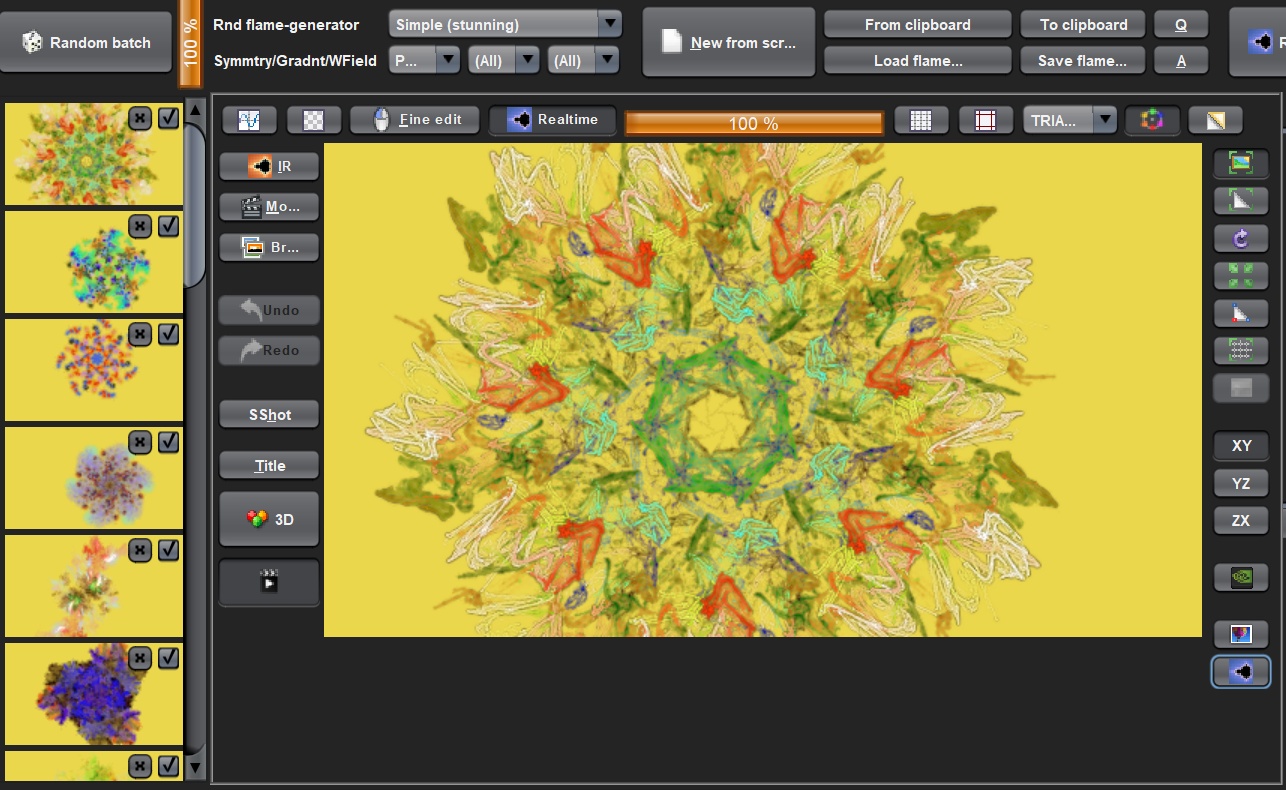 Random batch
100 %
Rnd flame-generator
Simple (stunning)
Symmtry/Gradnt/WField
P...
(All)
(All)
New from scr...
From clipboard
To clipboard
Q
Load flame...
Save flame...
A
R
Fine edit
Realtime
100 %
TRIA...
IR
Mo...
Br...
Undo
Redo
SShot
Title
3D
XY
YZ
ZX